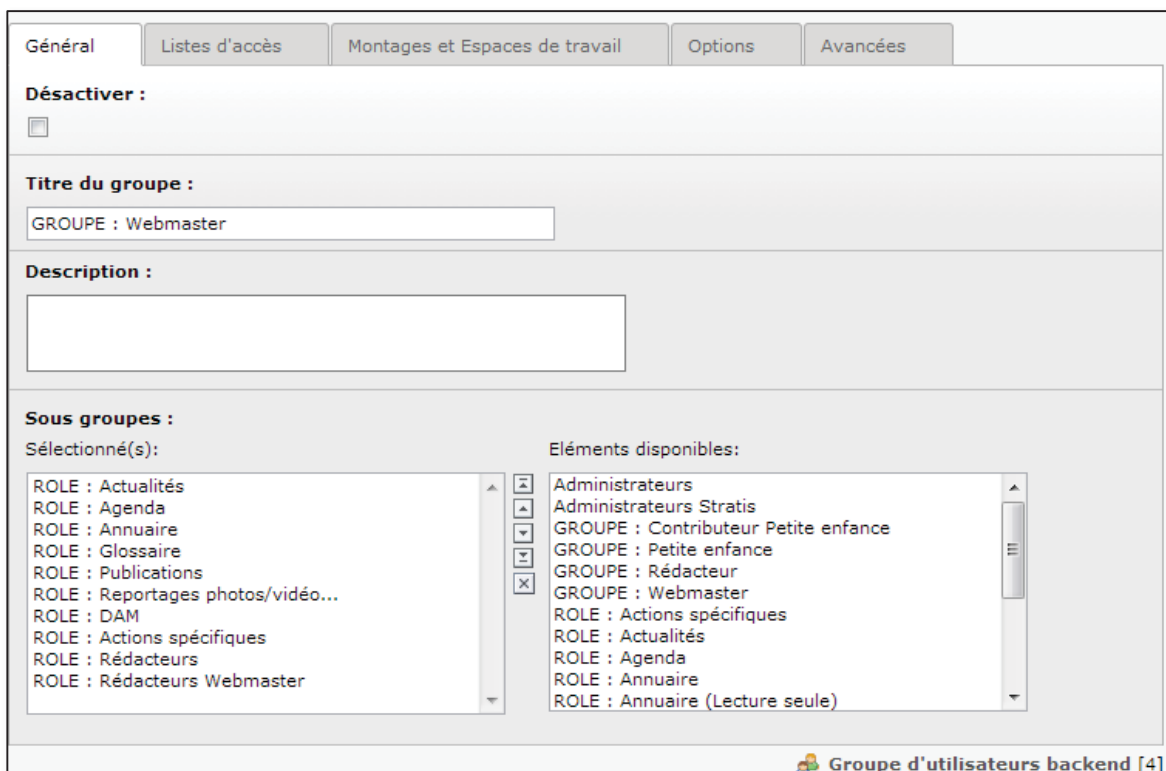 Général Listes d'accès Montages et Espaces de travail Options Avancées
Désactiver :
Titre du groupe :
GROUPE : Webmaster
Description :
Sous groupes :
Sélectionné(s):
ROLE : Actualités
ROLE : Agenda
ROLE : Annuaire
ROLE : Glossaire
ROLE : Publications
ROLE : Reportages photos/vidéo...
ROLE : DAM
ROLE : Actions spécifiques
ROLE : Rédacteurs
ROLE : Rédacteurs Webmaster
Eléments disponibles:
Administrateurs
Administrateurs Stratis
GROUPE : Contributeur Petite enfance
GROUPE : Petite enfance
GROUPE : Rédacteur
GROUPE : Webmaster
ROLE : Actions spécifiques
ROLE : Actualités
ROLE : Agenda
ROLE : Annuaire
ROLE : Annuaire (Lecture seule)
Groupe d'utilisateurs backend [4]